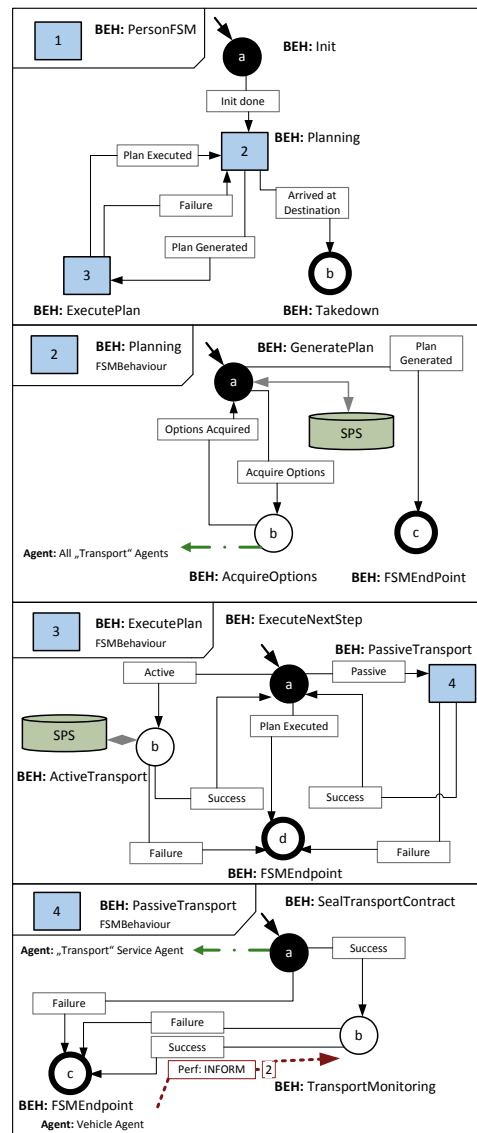 1
BEH: PersonFSM
BEH: Init
a
Init done
2
BEH: Planning
Plan Executed
Failure
Arrived at
Destination
Plan Generated
3
b
BEH: ExecutePlan
BEH: Takedown
2
BEH: Planning
FSMBehaviour
BEH: GeneratePlan
Plan
Generated
a
Options Acquired
SPS
Acquire Options
b
c
Agent: All „Transport“ Agents
BEH: AcquireOptions
BEH: FSMEndPoint
3
BEH: ExecutePlan
FSMBehaviour
BEH: ExecuteNextStep
BEH: PassiveTransport
Active
Passive
a
4
SPS
Plan Executed
b
BEH: ActiveTransport
Success
Success
d
Failure
Failure
BEH: FSMEndpoint
4
BEH: PassiveTransport
FSMBehaviour
BEH: SealTransportContract
Agent: „Transport“ Service Agent
a
Success
Failure
Failure
b
Success
c
Perf: INFORM
2
BEH: TransportMonitoring
BEH: FSMEndpoint
Agent: Vehicle Agent